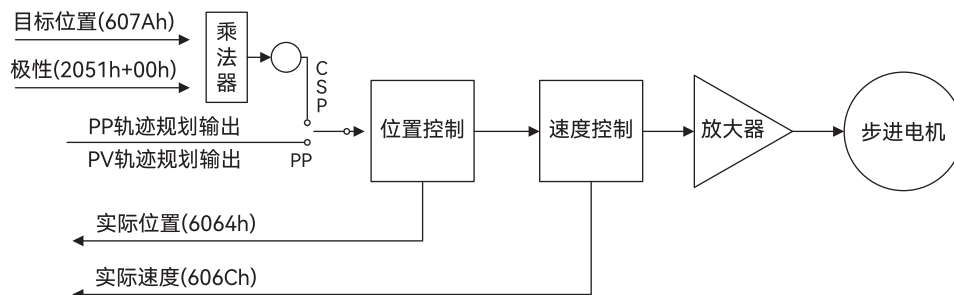 目标位置(607Ah)
极性(2051h+00h)
乘法器
CSP
PP轨迹规划输出
PV轨迹规划输出
PP
位置控制
速度控制
放大器
步进电机
实际位置(6064h)
实际速度(606Ch)